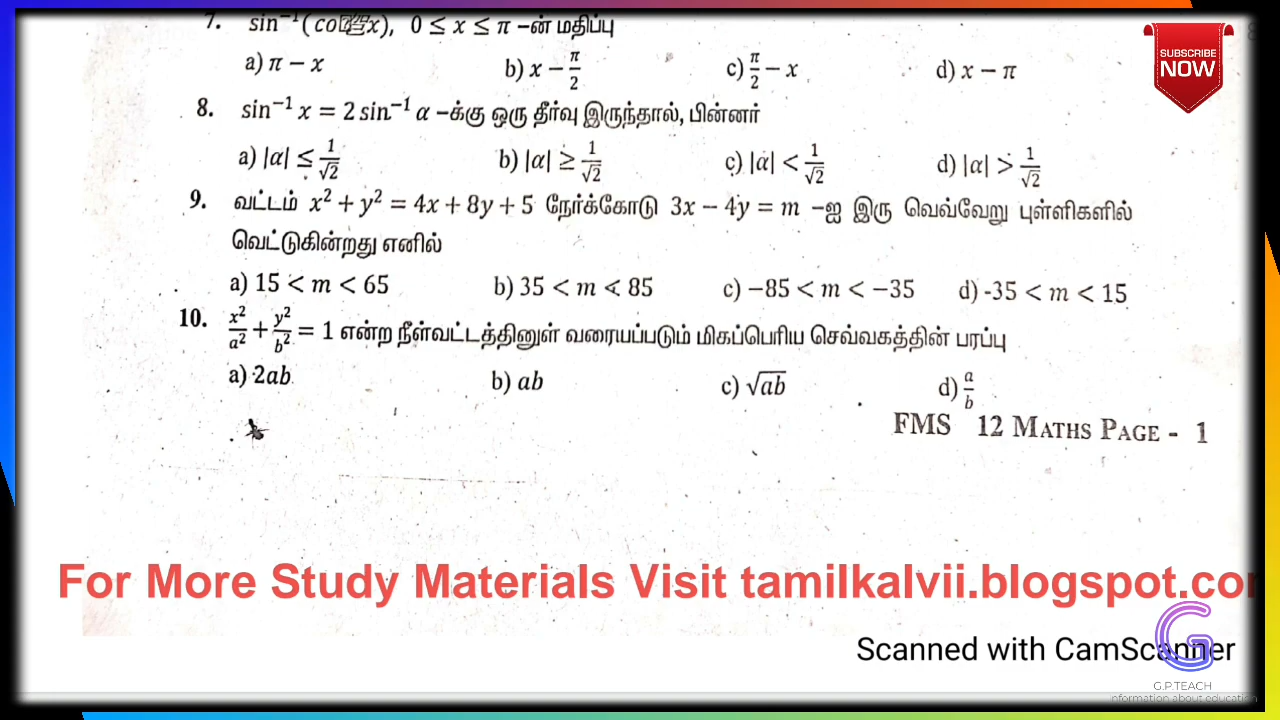 7. sin⁻¹(cos x), 0 ≤ x ≤ π –ன் மதிப்பு
a) π − x b) x − π/2 c) π/2 − x d) x − π
8. sin⁻¹ x = 2 sin⁻¹ α –க்கு ஒரு தீர்வு இருந்தால், பின்னர்
a) |α| ≤ 1/√2 b) |α| ≥ 1/√2 c) |α| < 1/√2 d) |α| > 1/√2
9. வட்டம் x² + y² = 4x + 8y + 5 நேர்க்கோடு 3x − 4y = m –ஐ இரு வெவ்வேறு புள்ளிகளில்
வெட்டுகின்றது எனில்
a) 15 < m < 65 b) 35 < m < 85 c) −85 < m < −35 d) -35 < m < 15
10. x²/a² + y²/b² = 1 என்ற நீள்வட்டத்தினுள் வரையப்படும் மிகப்பெரிய செவ்வகத்தின் பரப்பு
a) 2ab b) ab c) √ab d) a/b
FMS 12 MATHS PAGE - 1
SUBSCRIBE
NOW
For More Study Materials Visit tamilkalvii.blogspot.com
Scanned with CamScanner
G
G.P.TEACH
information about education